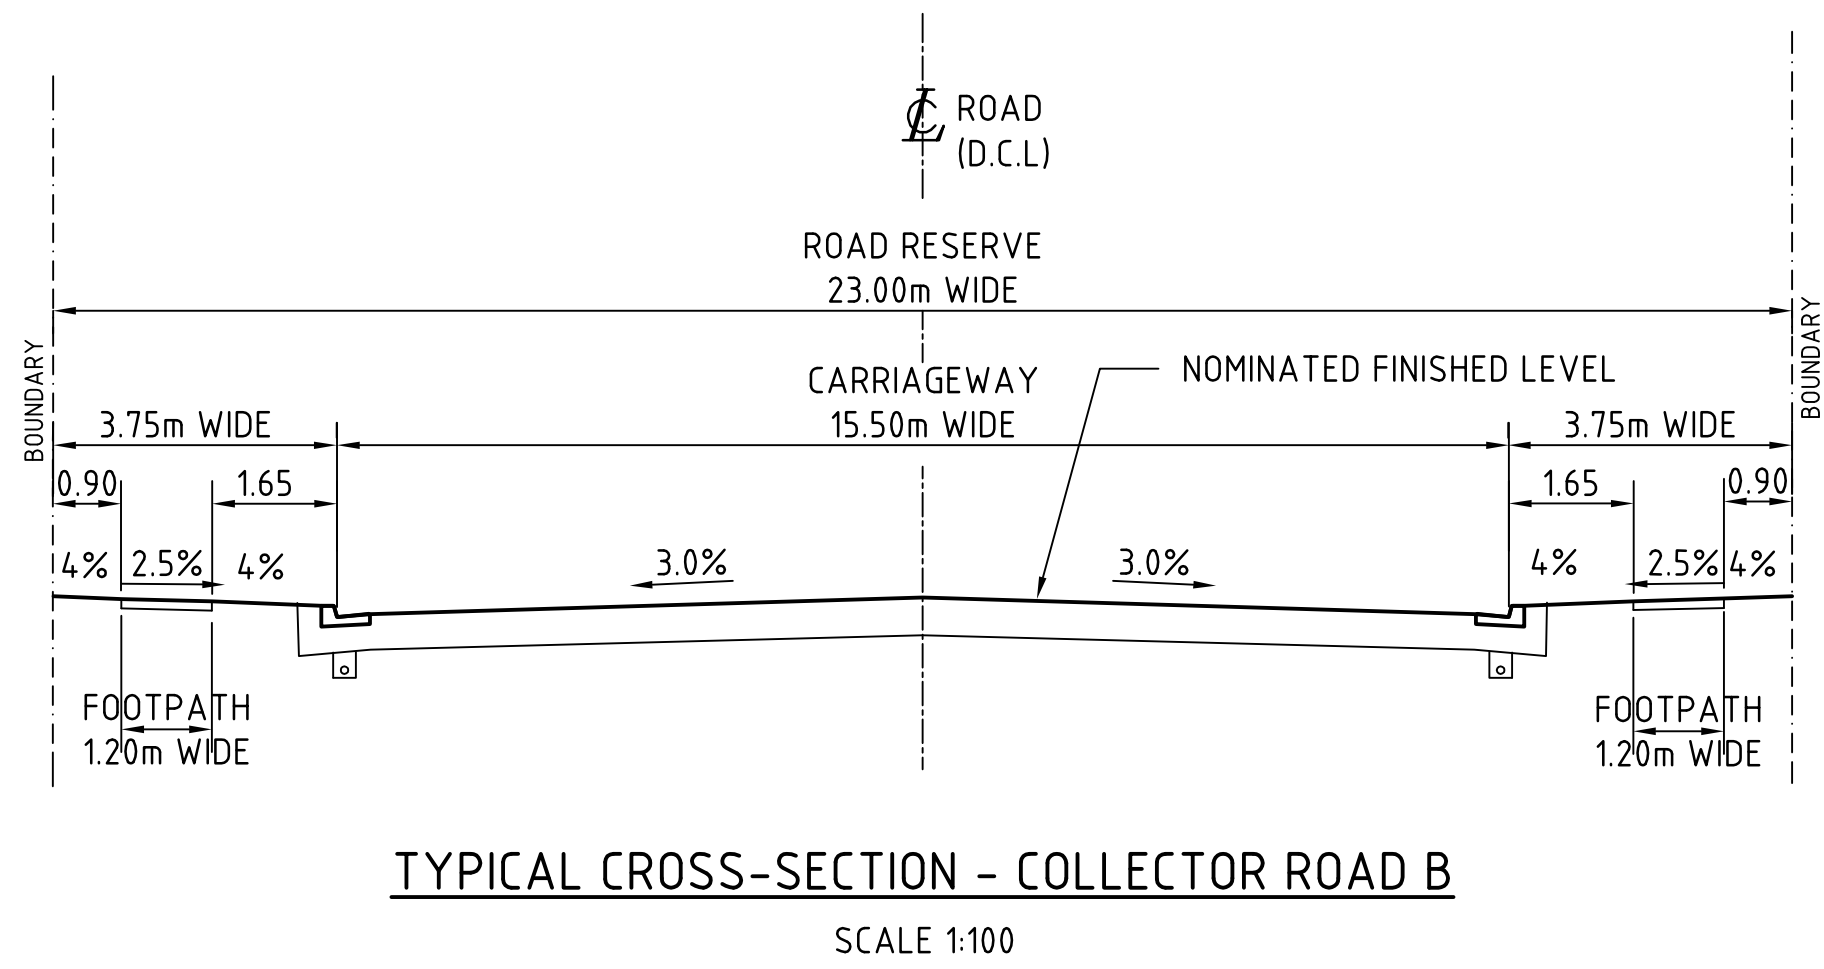 ℄ ROAD
(D.C.L)
ROAD RESERVE
23.00m WIDE
BOUNDARY
BOUNDARY
CARRIAGEWAY
NOMINATED FINISHED LEVEL
3.75m WIDE
15.50m WIDE
3.75m WIDE
0.90
1.65
1.65
0.90
4%
2.5%
4%
3.0%
3.0%
4%
2.5%
4%
FOOTPATH
1.20m WIDE
FOOTPATH
1.20m WIDE
TYPICAL CROSS-SECTION - COLLECTOR ROAD B
SCALE 1:100